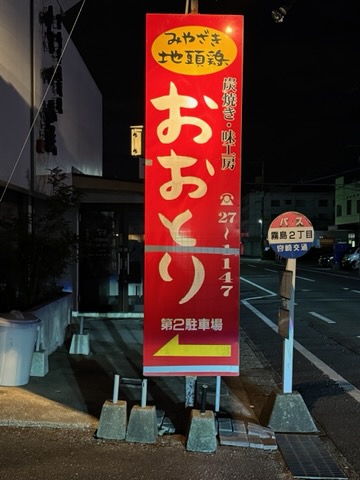 みやざき
地頭鶏
炭焼き・味工房
おおとり
☎27~1147
第2駐車場
バス
霧島2丁目
宮崎交通